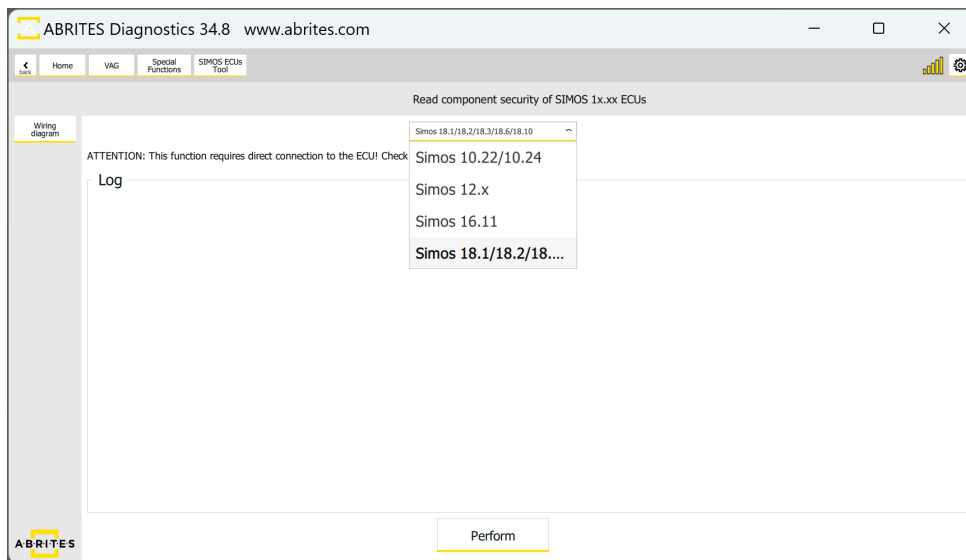 ABRITES Diagnostics 34.8 www.abrites.com
back
Home
VAG
Special
Functions
SIMOS ECUs
Tool
Read component security of SIMOS 1x.xx ECUs
Wiring
diagram
Simos 18.1/18.2/18.3/18.6/18.10
ATTENTION: This function requires direct connection to the ECU! Check
Simos 10.22/10.24
Simos 12.x
Simos 16.11
Simos 18.1/18.2/18....
Log
Perform
A·B·R·I·T·E·S